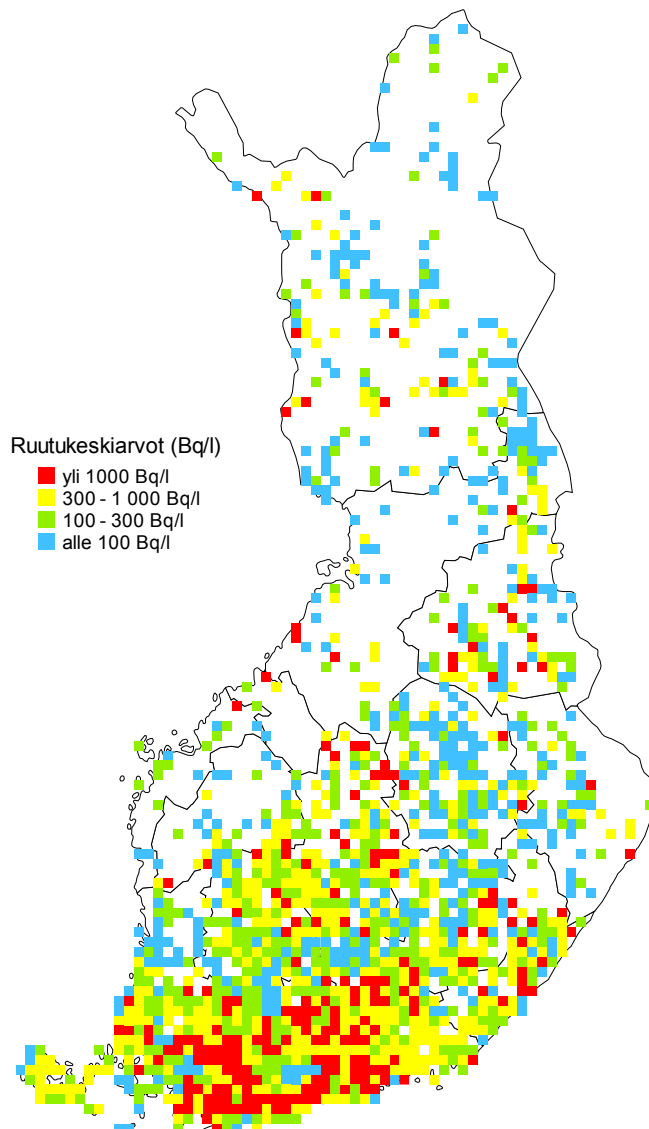 Ruutukeskiarvot (Bq/l)
yli 1000 Bq/l
300 - 1 000 Bq/l
100 - 300 Bq/l
alle 100 Bq/l